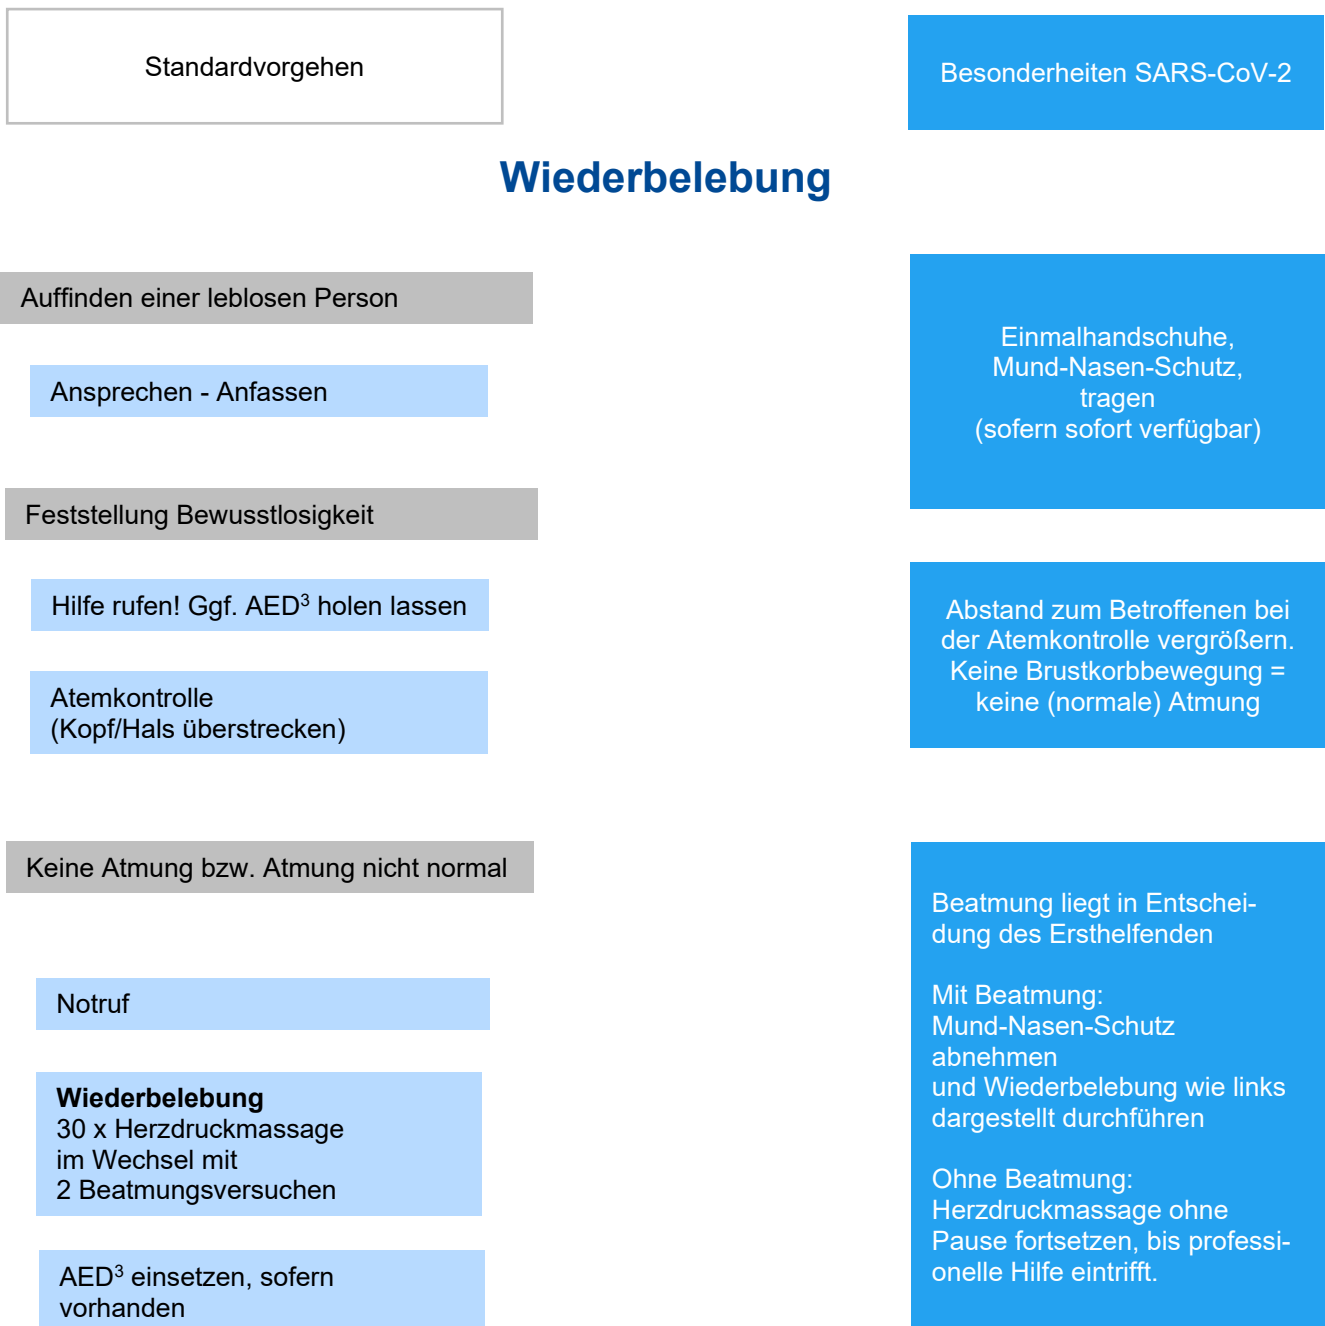 Standardvorgehen
Besonderheiten SARS-CoV-2
Wiederbelebung
Auffinden einer leblosen Person
Ansprechen - Anfassen
Einmalhandschuhe,
Mund-Nasen-Schutz,
tragen
(sofern sofort verfügbar)
Feststellung Bewusstlosigkeit
Hilfe rufen! Ggf. AED³ holen lassen
Atemkontrolle
(Kopf/Hals überstrecken)
Abstand zum Betroffenen bei
der Atemkontrolle vergrößern.
Keine Brustkorbbewegung =
keine (normale) Atmung
Keine Atmung bzw. Atmung nicht normal
Notruf
Wiederbelebung
30 x Herzdruckmassage
im Wechsel mit
2 Beatmungsversuchen
AED³ einsetzen, sofern
vorhanden
Beatmung liegt in Entschei-
dung des Ersthelfenden
Mit Beatmung:
Mund-Nasen-Schutz
abnehmen
und Wiederbelebung wie links
dargestellt durchführen
Ohne Beatmung:
Herzdruckmassage ohne
Pause fortsetzen, bis professi-
onelle Hilfe eintrifft.